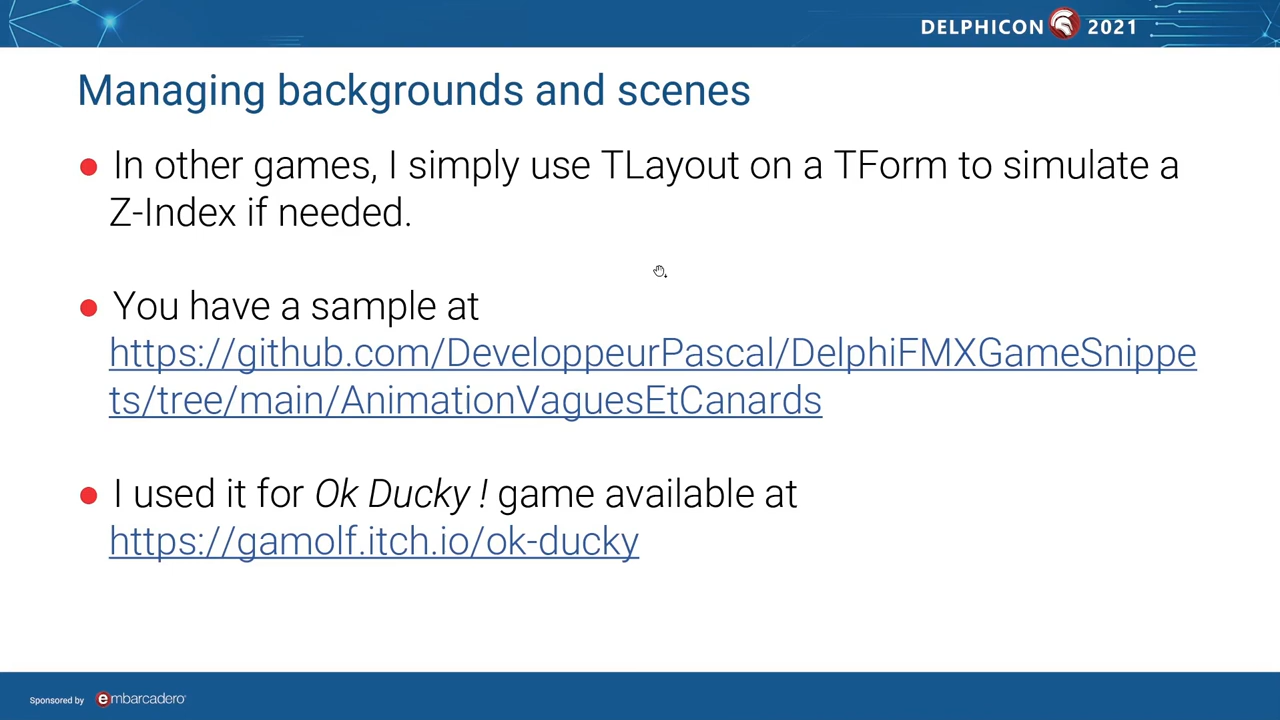 DELPHICON 2021
Managing backgrounds and scenes
● In other games, I simply use TLayout on a TForm to simulate a
Z-Index if needed.
● You have a sample at
https://github.com/DeveloppeurPascal/DelphiFMXGameSnippe
ts/tree/main/AnimationVaguesEtCanards
● I used it for Ok Ducky ! game available at
https://gamolf.itch.io/ok-ducky
Sponsored by embarcadero